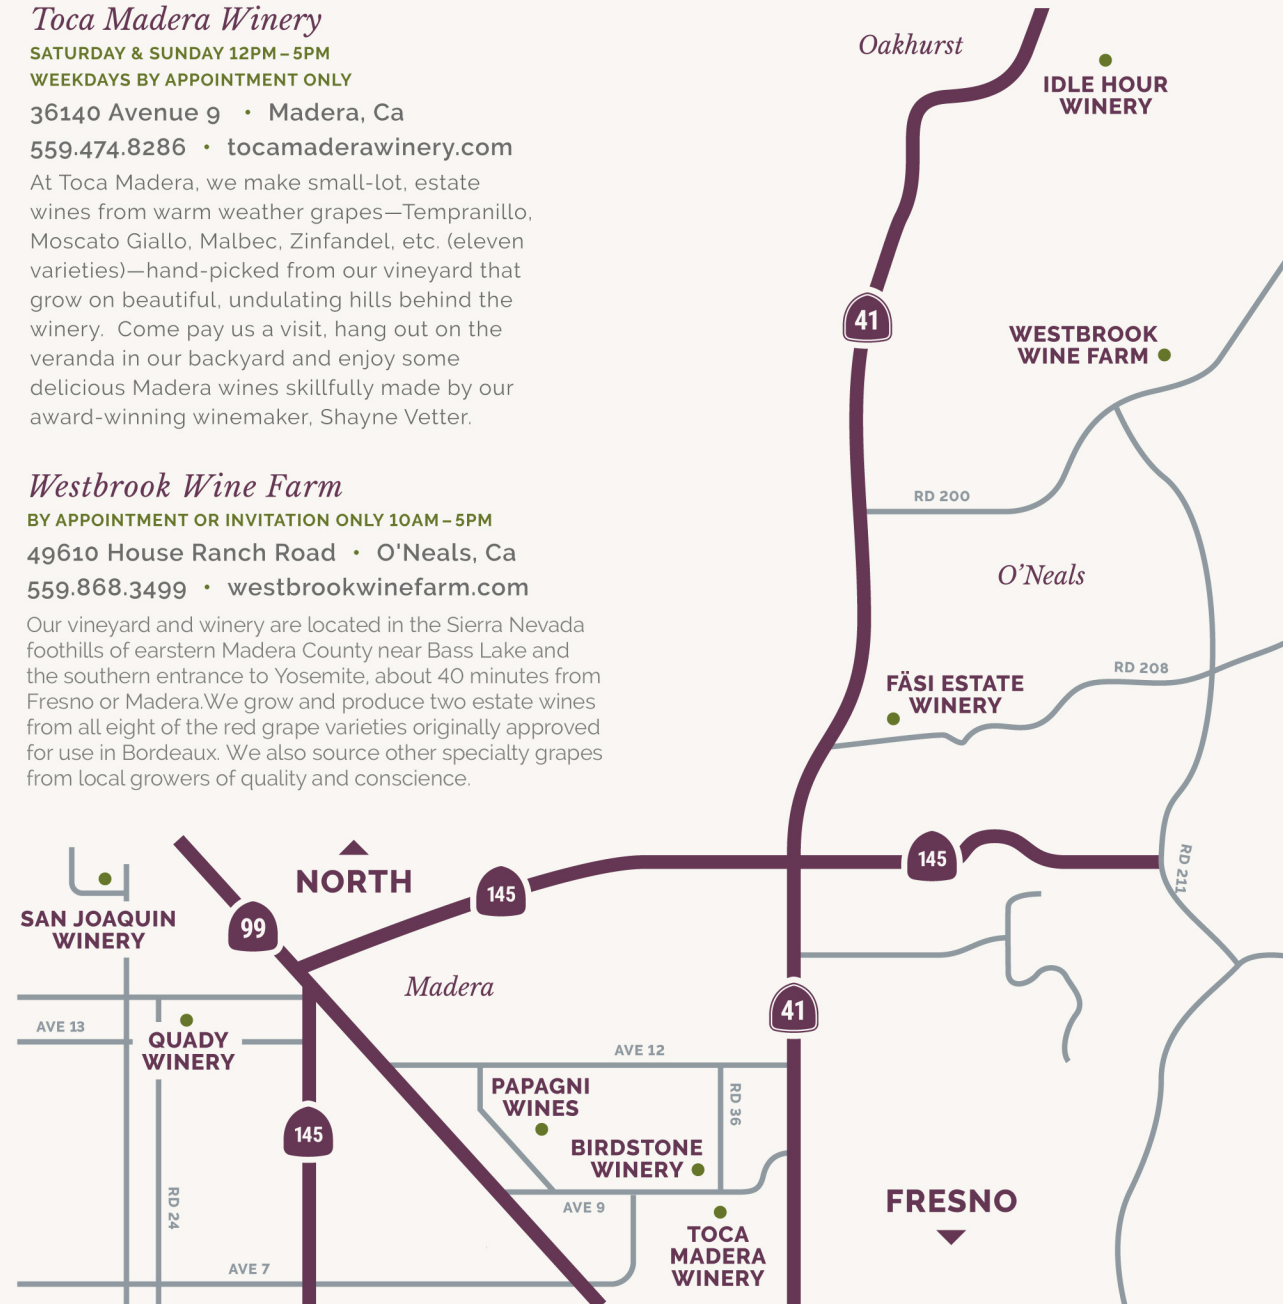 Toca Madera Winery
SATURDAY & SUNDAY 12PM–5PM
WEEKDAYS BY APPOINTMENT ONLY
36140 Avenue 9 • Madera, Ca
559.474.8286 • tocamaderawinery.com
At Toca Madera, we make small-lot, estate
wines from warm weather grapes—Tempranillo,
Moscato Giallo, Malbec, Zinfandel, etc. (eleven
varieties)—hand-picked from our vineyard that
grow on beautiful, undulating hills behind the
winery. Come pay us a visit, hang out on the
veranda in our backyard and enjoy some
delicious Madera wines skillfully made by our
award-winning winemaker, Shayne Vetter.
Westbrook Wine Farm
BY APPOINTMENT OR INVITATION ONLY 10AM–5PM
49610 House Ranch Road • O'Neals, Ca
559.868.3499 • westbrookwinefarm.com
Our vineyard and winery are located in the Sierra Nevada
foothills of earstern Madera County near Bass Lake and
the southern entrance to Yosemite, about 40 minutes from
Fresno or Madera.We grow and produce two estate wines
from all eight of the red grape varieties originally approved
for use in Bordeaux. We also source other specialty grapes
from local growers of quality and conscience.
Oakhurst
IDLE HOUR
WINERY
41
WESTBROOK
WINE FARM
RD 200
O’Neals
RD 208
FÄSI ESTATE
WINERY
NORTH
145
145
RD 211
SAN JOAQUIN
WINERY
99
Madera
41
AVE 13
QUADY
WINERY
AVE 12
PAPAGNI
WINES
RD 36
145
BIRDSTONE
WINERY
RD 24
AVE 9
FRESNO
TOCA
MADERA
WINERY
AVE 7